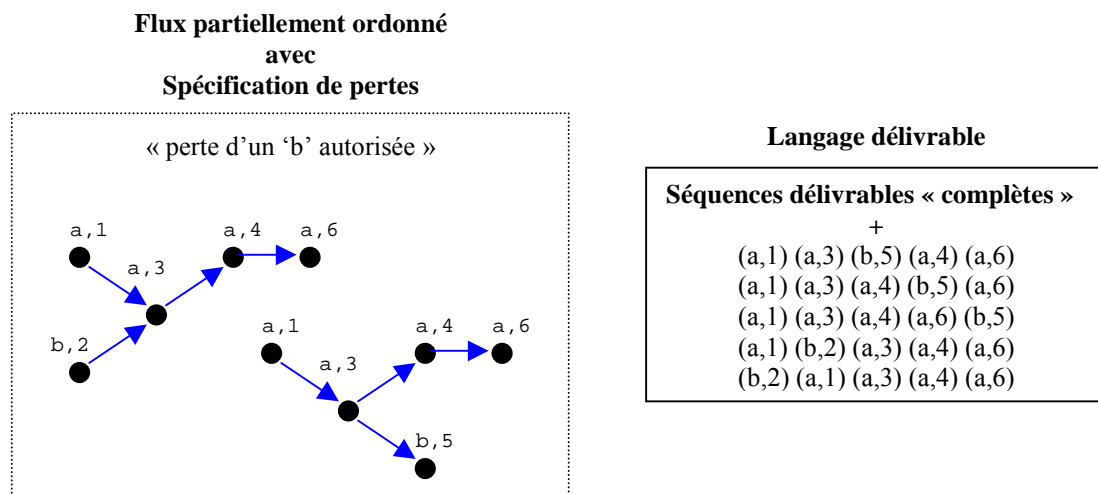 Flux partiellement ordonné
avec
Spécification de pertes
« perte d'un 'b' autorisée »
a,1
a,4
a,6
a,3
b,2
a,1
a,4
a,6
a,3
b,5
Langage délivrable
Séquences délivrables « complètes »
+
(a,1) (a,3) (b,5) (a,4) (a,6)
(a,1) (a,3) (a,4) (b,5) (a,6)
(a,1) (a,3) (a,4) (a,6) (b,5)
(a,1) (b,2) (a,3) (a,4) (a,6)
(b,2) (a,1) (a,3) (a,4) (a,6)